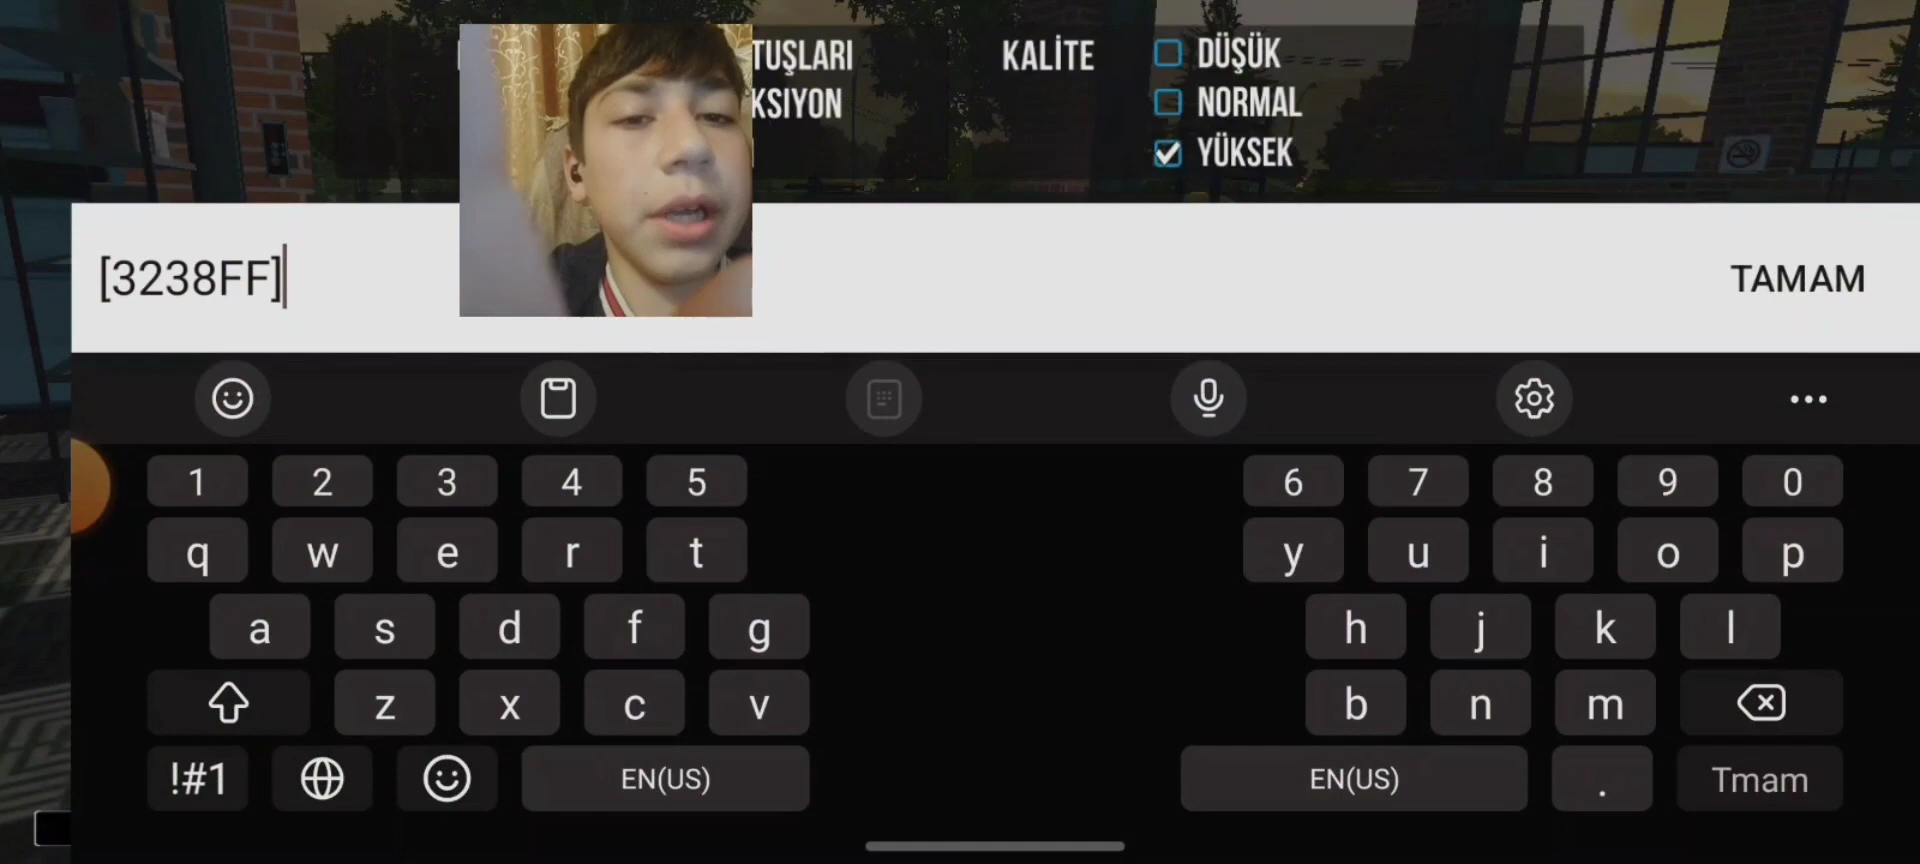 TUŞLARI
KSIYON
KALİTE
DÜŞÜK
NORMAL
YÜKSEK
[3238FF]
TAMAM
1 2 3 4 5 6 7 8 9 0
q w e r t y u i o p
a s d f g h j k l
z x c v b n m
!#1 EN(US) EN(US) . Tmam